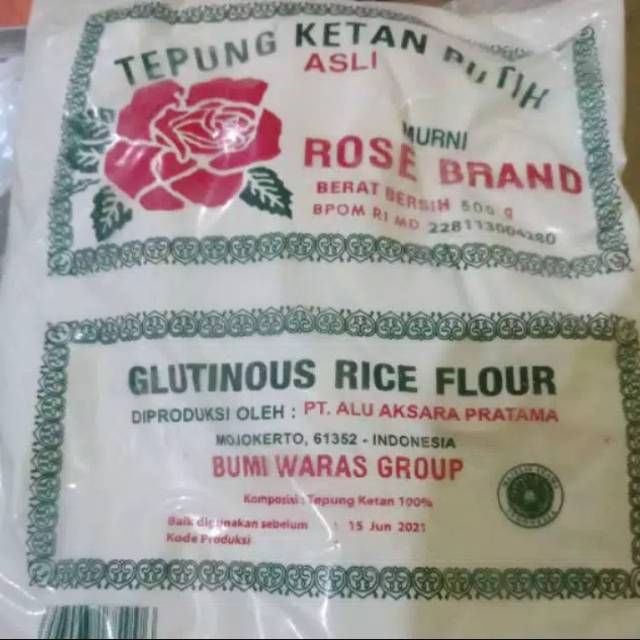 TEPUNG KETAN PUTIH
ASLI
MURNI
ROSE BRAND
BERAT BERSIH 500 g
BPOM RI MD 228113004280
GLUTINOUS RICE FLOUR
DIPRODUKSI OLEH : PT. ALU AKSARA PRATAMA
MOJOKERTO, 61352 - INDONESIA
BUMI WARAS GROUP
Komposisi : Tepung Ketan 100%
Baik digunakan sebelum : 15 Jun 2021
Kode Produksi :